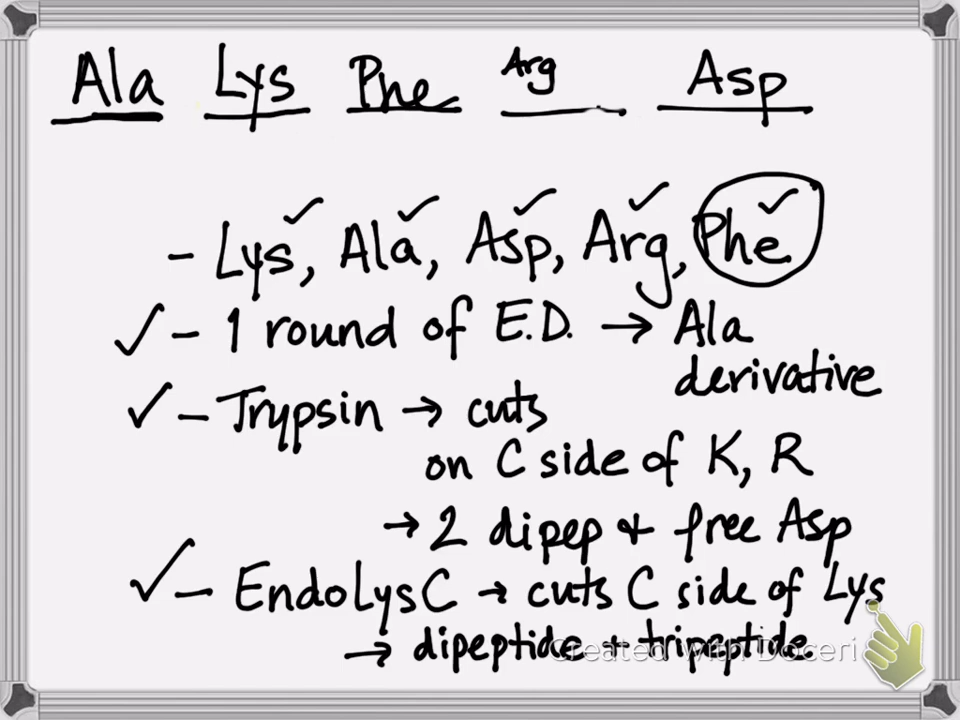 Ala Lys Phe Arg Asp
- Lys, Ala, Asp, Arg, Phe
- 1 round of E.D. → Ala
derivative
- Trypsin → cuts
on C side of K, R
→ 2 dipep + free Asp
- EndoLysC → cuts C side of Lys
→ dipeptide + tripeptide
Created with Doceri